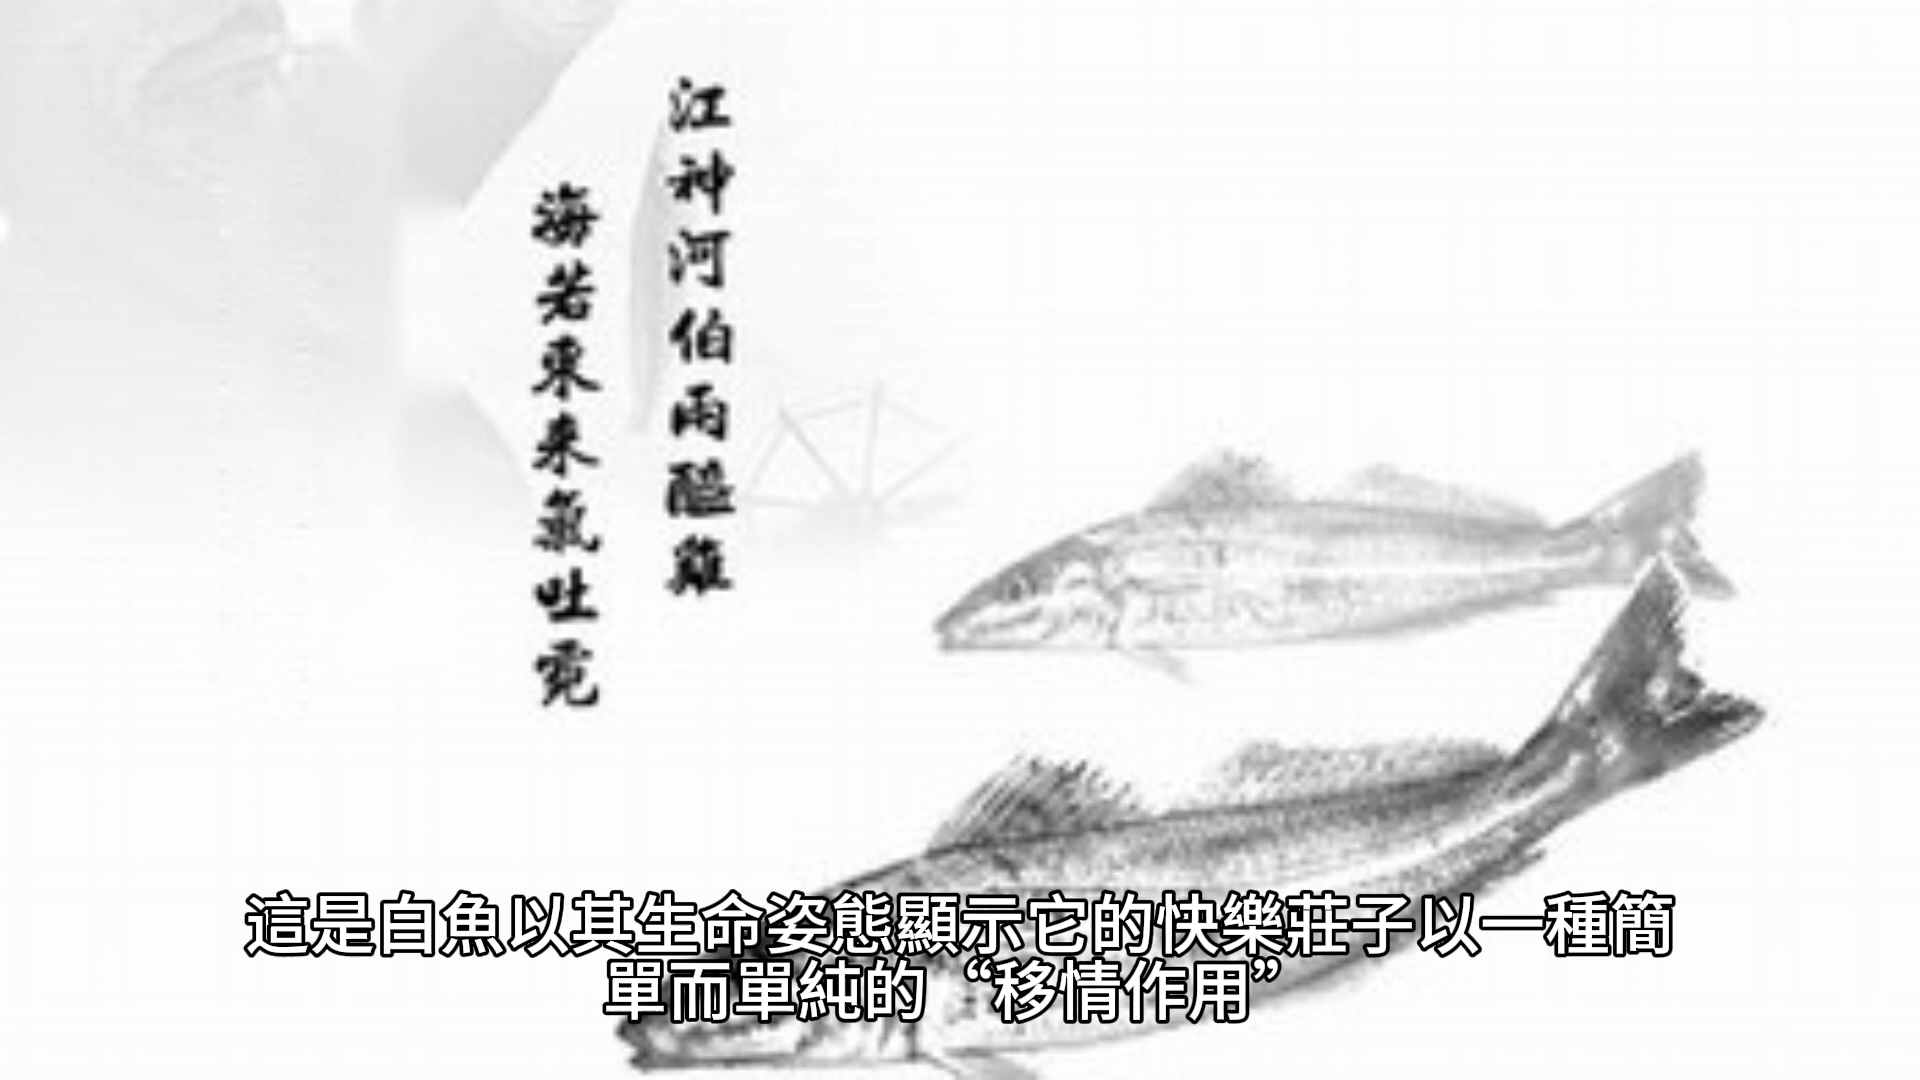 江神河伯兩醯雞
海若東来氣吐霓
這是白魚以其生命姿態顯示它的快樂莊子以一種簡
單而單純的“移情作用”